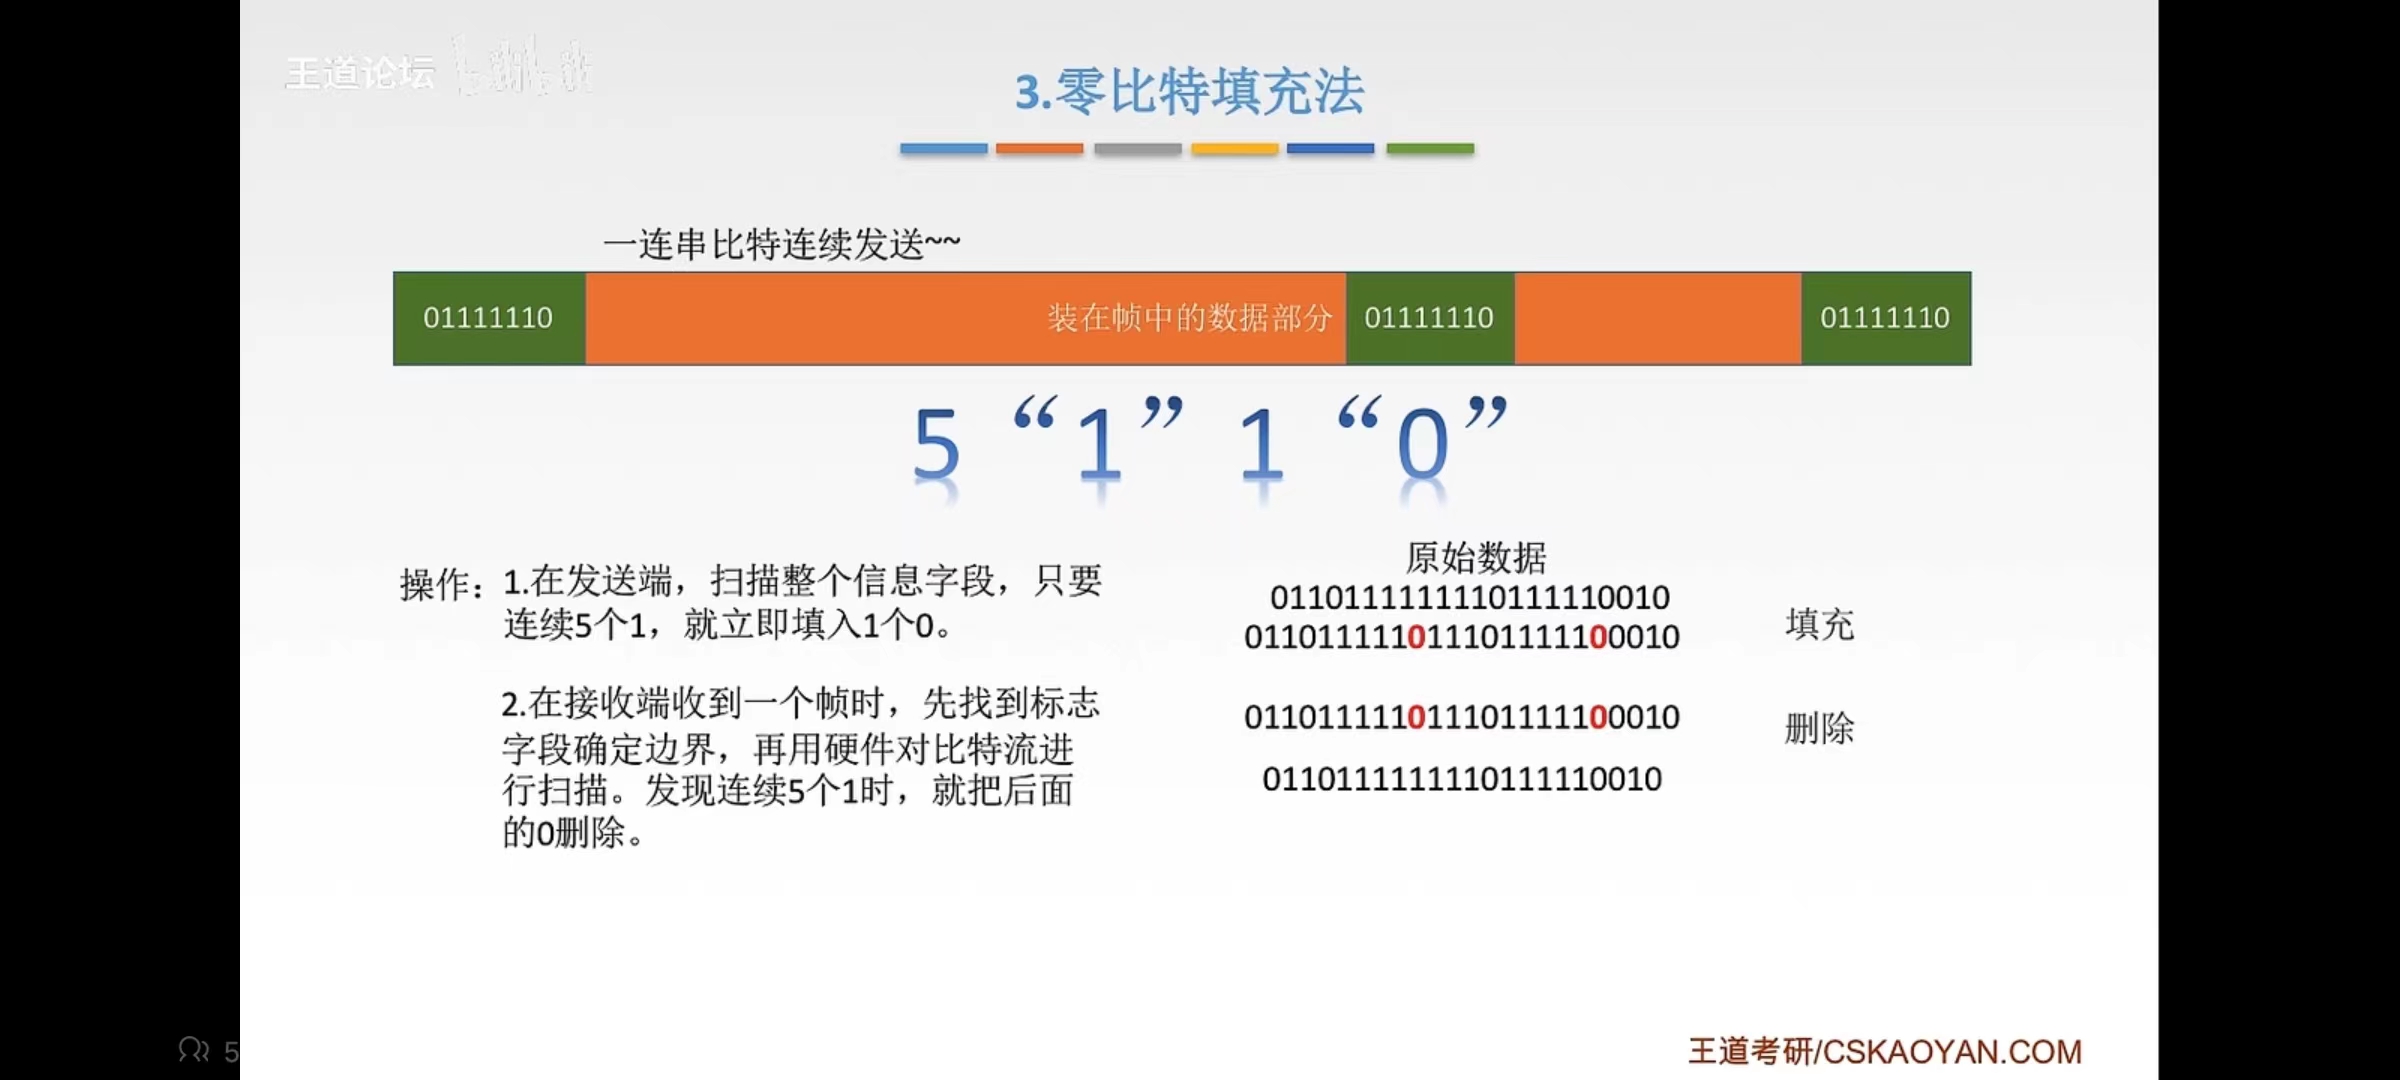 王道论坛 bilibili
3.零比特填充法
一连串比特连续发送~~
01111110 装在帧中的数据部分 01111110 01111110
5 “1” 1 “0”
操作：1.在发送端，扫描整个信息字段，只要
连续5个1，就立即填入1个0。
2.在接收端收到一个帧时，先找到标志
字段确定边界，再用硬件对比特流进
行扫描。发现连续5个1时，就把后面
的0删除。
原始数据
0110111111110111110010
011011111011101111100010
填充
011011111011101111100010
删除
0110111111110111110010
5
王道考研/CSKAOYAN.COM